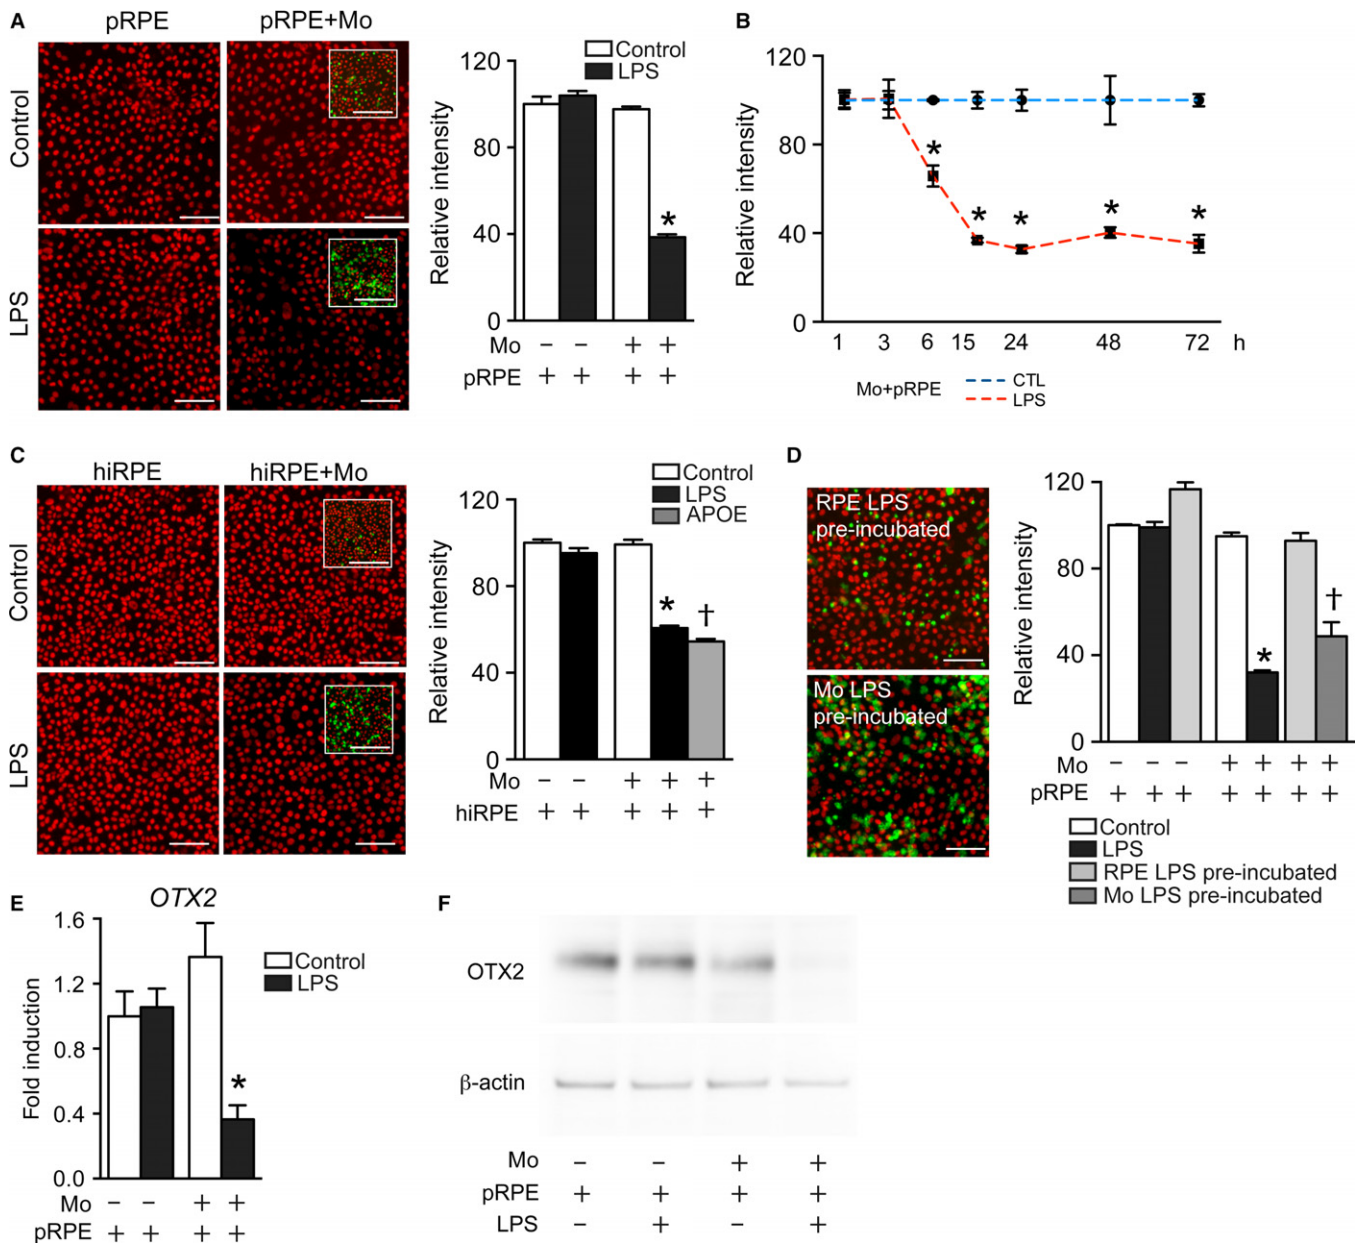 A
pRPE
pRPE+Mo
Control
LPS
Control
LPS
Relative intensity
120
80
40
0
*
Mo – – + +
pRPE + + + +
B
Relative intensity
120
80
40
0
* * * * *
1 3 6 15 24 48 72 h
Mo+pRPE
CTL
LPS
C
hiRPE
hiRPE+Mo
Control
LPS
Control
LPS
APOE
Relative intensity
120
80
40
0
* †
Mo – – + + +
hiRPE + + + + +
D
RPE LPS
pre-incubated
Mo LPS
pre-incubated
Relative intensity
120
80
40
0
* †
Mo – – – + + + +
pRPE + + + + + + +
Control
LPS
RPE LPS pre-incubated
Mo LPS pre-incubated
E
OTX2
Control
LPS
Fold induction
1.6
1.2
0.8
0.4
0.0
*
Mo – – + +
pRPE + + + +
F
OTX2
β-actin
Mo – – + +
pRPE + + + +
LPS – + – +